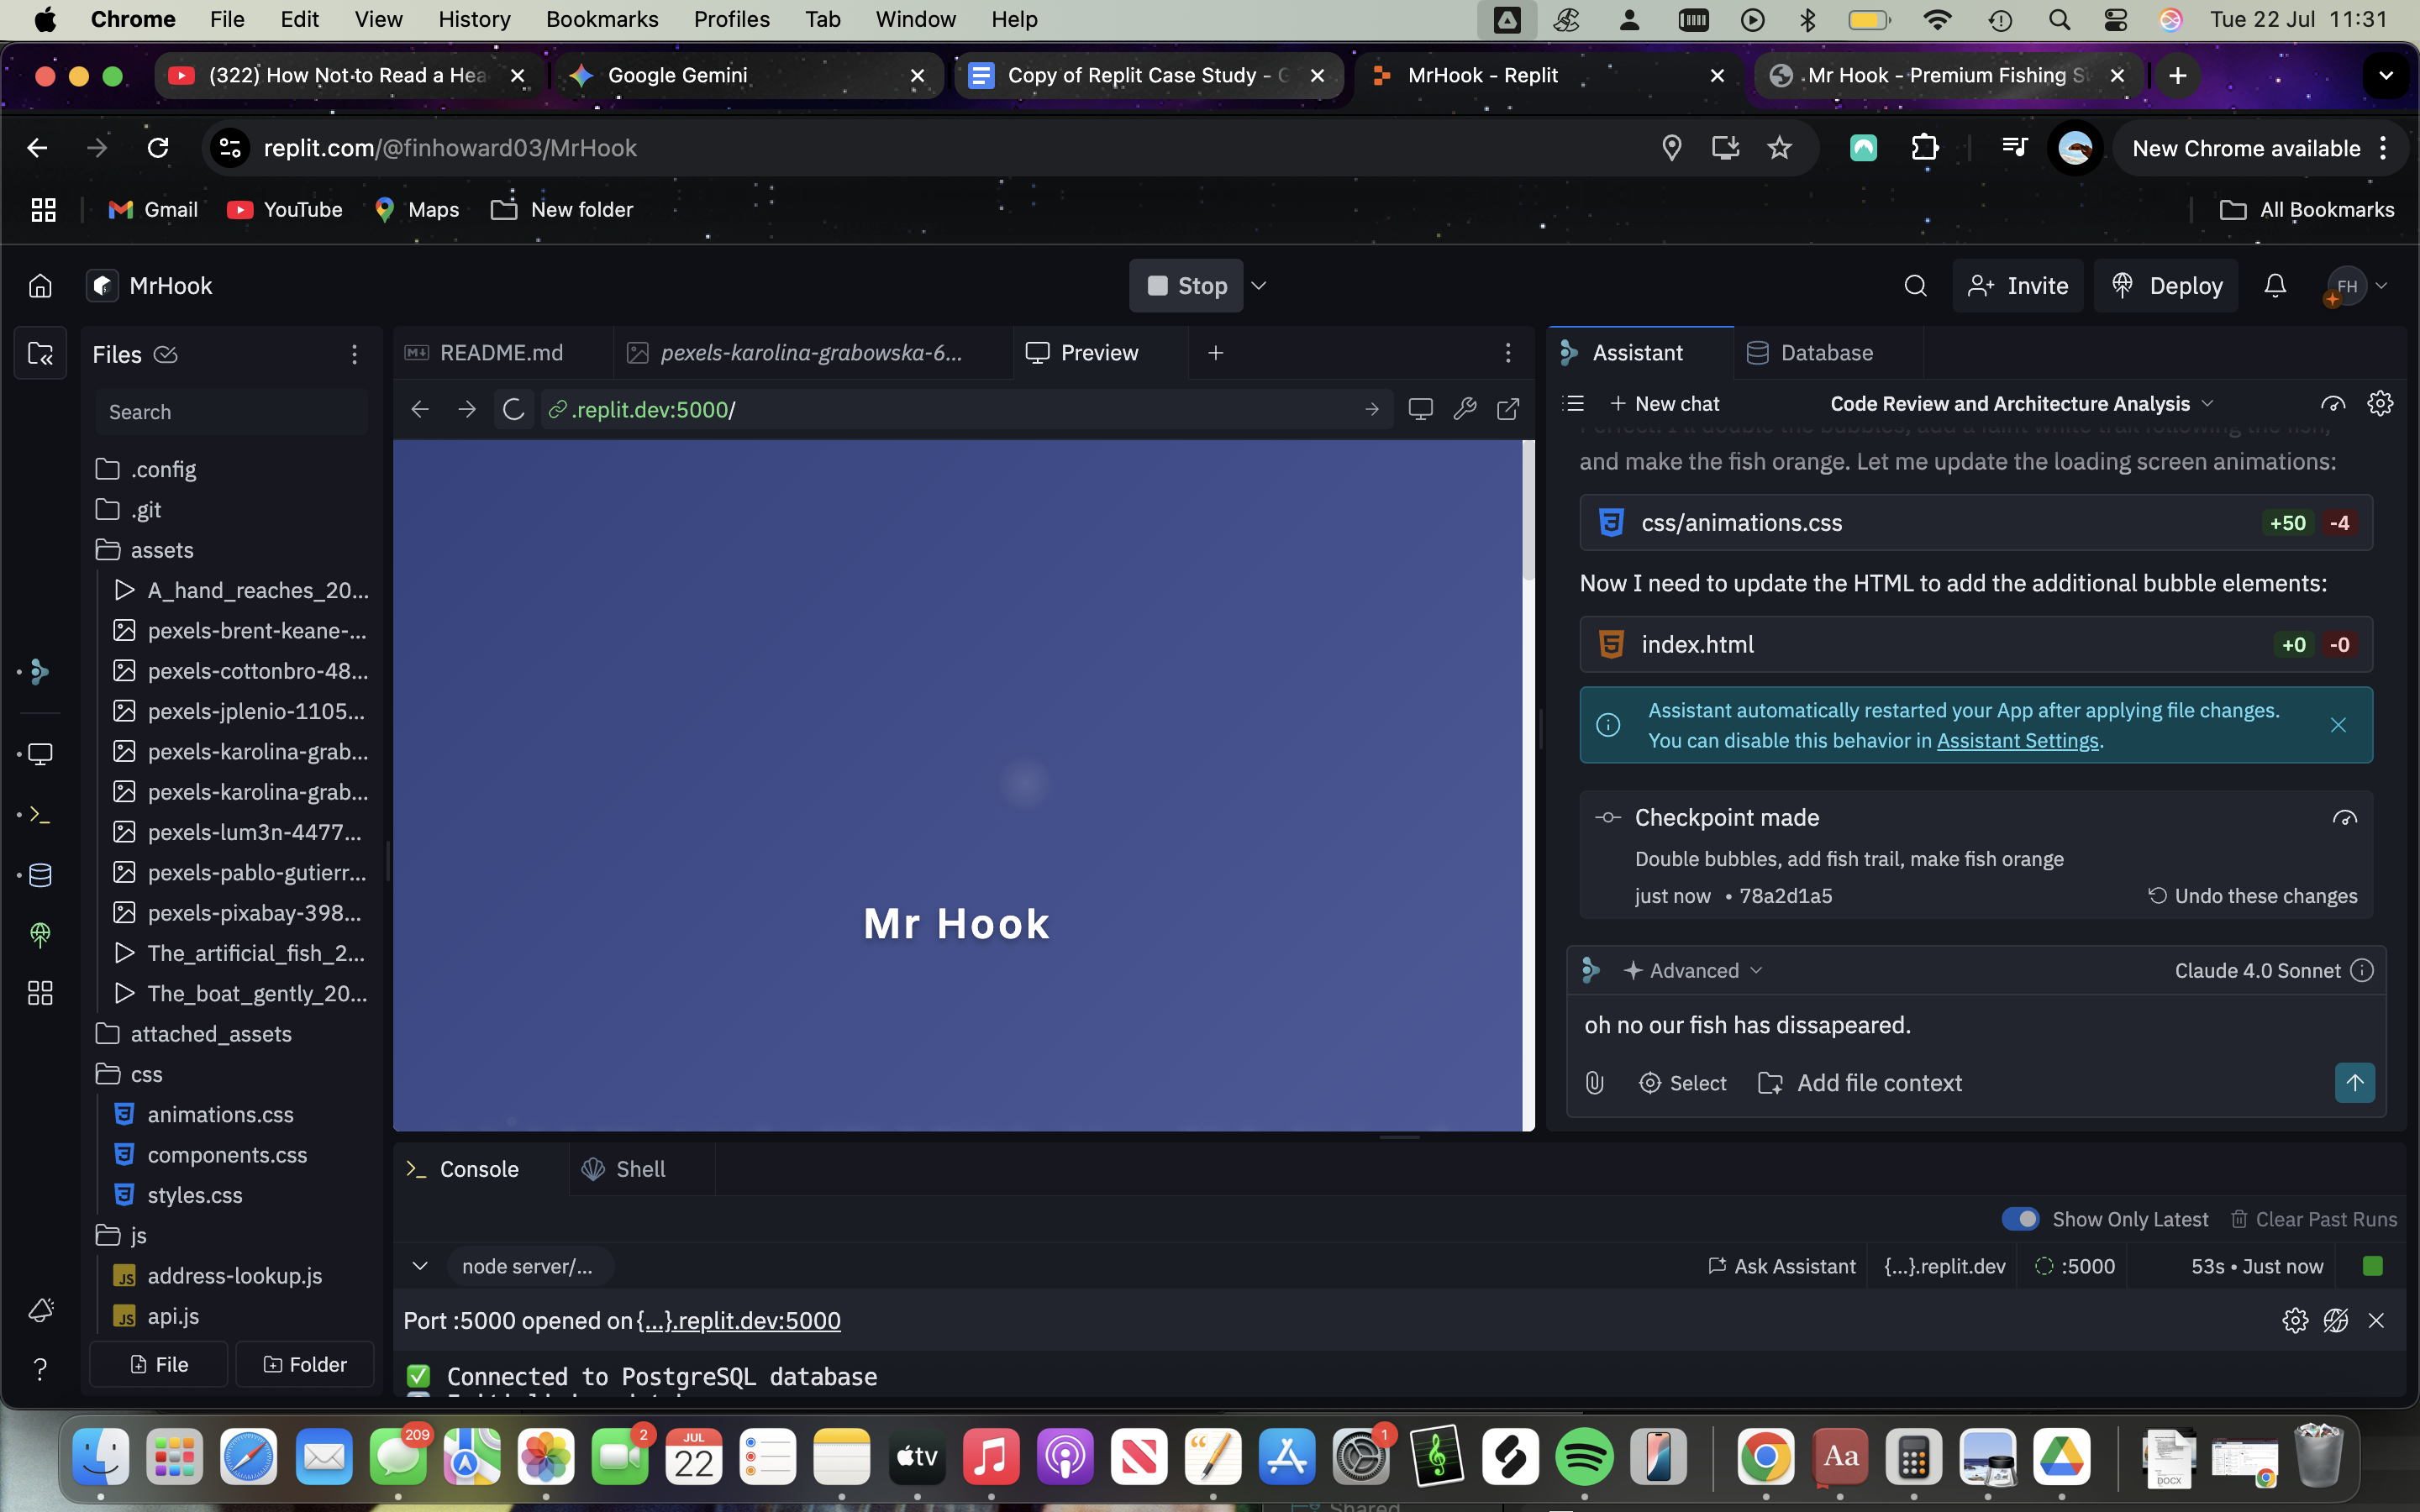 Chrome File Edit View History Bookmarks Profiles Tab Window Help Tue 22 Jul 11:31
(322) How Not to Read a Hea
Google Gemini
Copy of Replit Case Study - G
MrHook - Replit
Mr Hook - Premium Fishing S
replit.com/@finhoward03/MrHook
New Chrome available
Gmail YouTube Maps New folder All Bookmarks
MrHook
Stop
Invite Deploy FH
Files
Search
.config
.git
assets
A_hand_reaches_20...
pexels-brent-keane-...
pexels-cottonbro-48...
pexels-jplenio-1105...
pexels-karolina-grab...
pexels-karolina-grab...
pexels-lum3n-4477...
pexels-pablo-gutierr...
pexels-pixabay-398...
The_artificial_fish_2...
The_boat_gently_20...
attached_assets
css
animations.css
components.css
styles.css
js
address-lookup.js
api.js
File Folder
README.md pexels-karolina-grabowska-6... Preview
.replit.dev:5000/
Mr Hook
Assistant Database
New chat Code Review and Architecture Analysis
and make the fish orange. Let me update the loading screen animations:
css/animations.css +50 -4
Now I need to update the HTML to add the additional bubble elements:
index.html +0 -0
Assistant automatically restarted your App after applying file changes.
You can disable this behavior in Assistant Settings.
Checkpoint made
Double bubbles, add fish trail, make fish orange
just now • 78a2d1a5 Undo these changes
Advanced Claude 4.0 Sonnet
oh no our fish has dissapeared.
Select Add file context
Console Shell
Show Only Latest Clear Past Runs
node server/... Ask Assistant {...}.replit.dev :5000 53s • Just now
Port :5000 opened on {...}.replit.dev:5000
Connected to PostgreSQL database
209
2
JUL
22
tv
1
Aa
DOCX
Shared